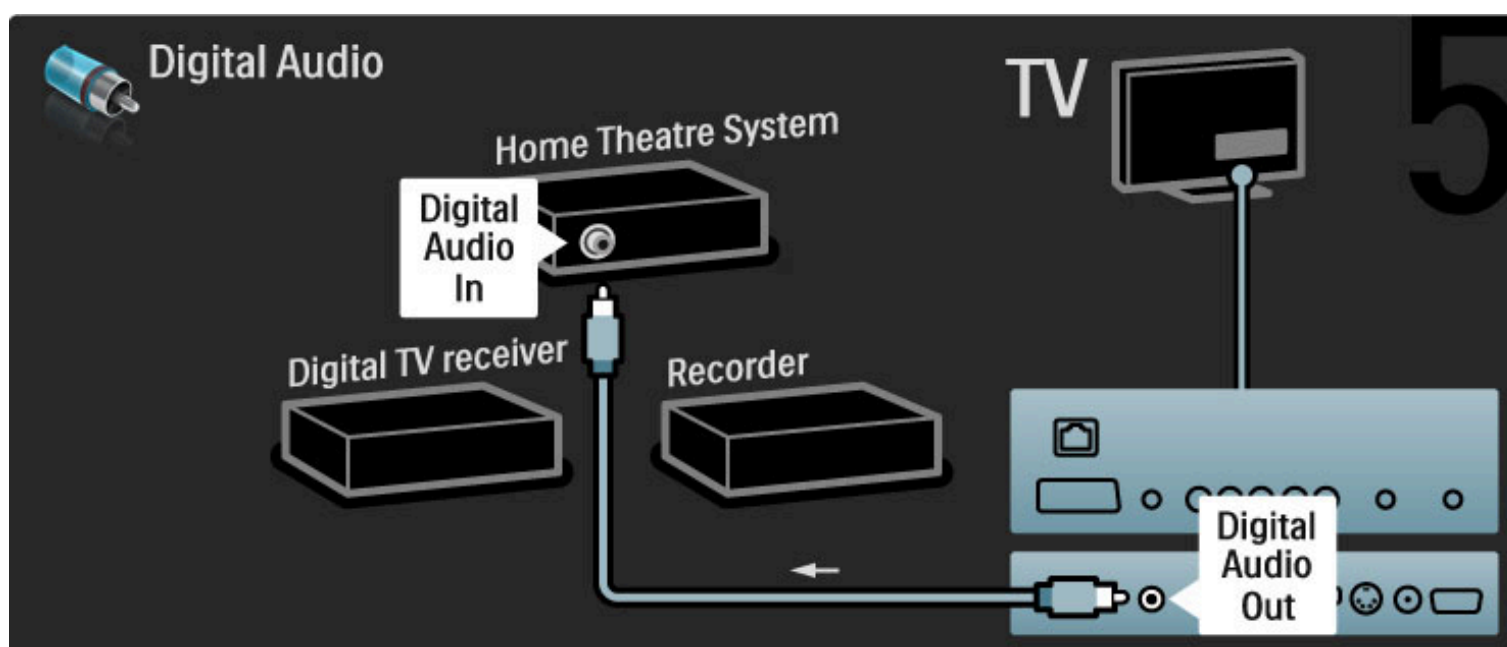 Digital Audio
TV
5
Home Theatre System
Digital
Audio
In
Digital TV receiver
Recorder
Digital
Audio
Out